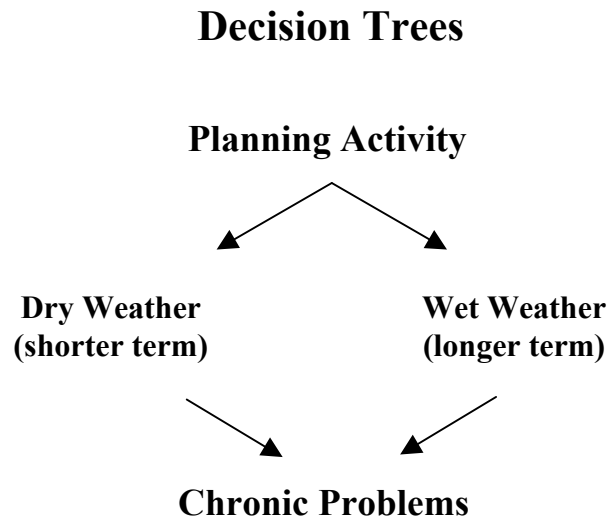 Decision Trees
Planning Activity
Dry Weather
(shorter term)
Wet Weather
(longer term)
Chronic Problems